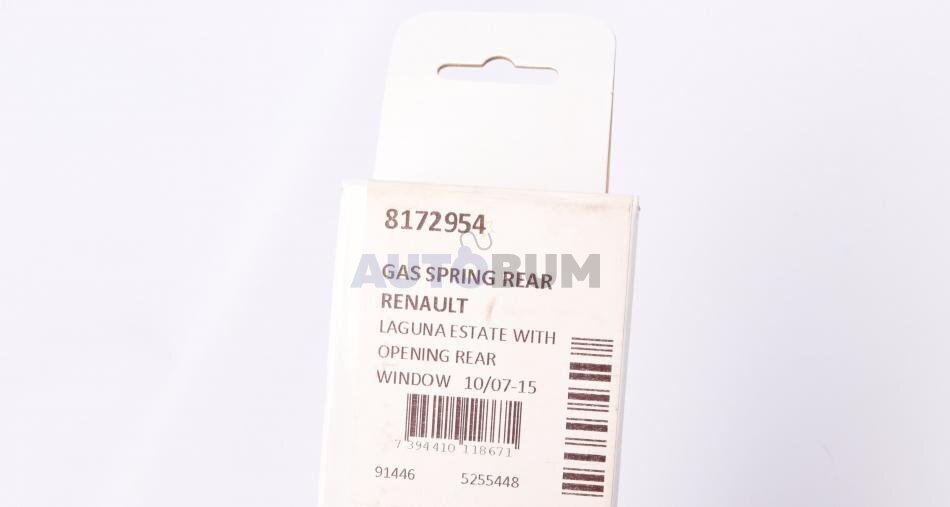 8172954
AUTOBUM
GAS SPRING REAR
RENAULT
LAGUNA ESTATE WITH
OPENING REAR
WINDOW 10/07-15
7 394410 118671
91446 5255448